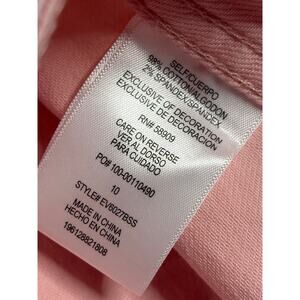 SELF/CUERPO
98% COTTON/ALGODON
2% SPANDEX/SPANDEX
EXCLUSIVE OF DECORATION
EXCLUSIVE DE DECORACION
RN# 58909
CARE ON REVERSE
VER AL DORSO
PARA CUIDADO
PO# 100-00110490
10
STYLE# EV6027BSS
MADE IN CHINA
HECHO EN CHINA
196128821808